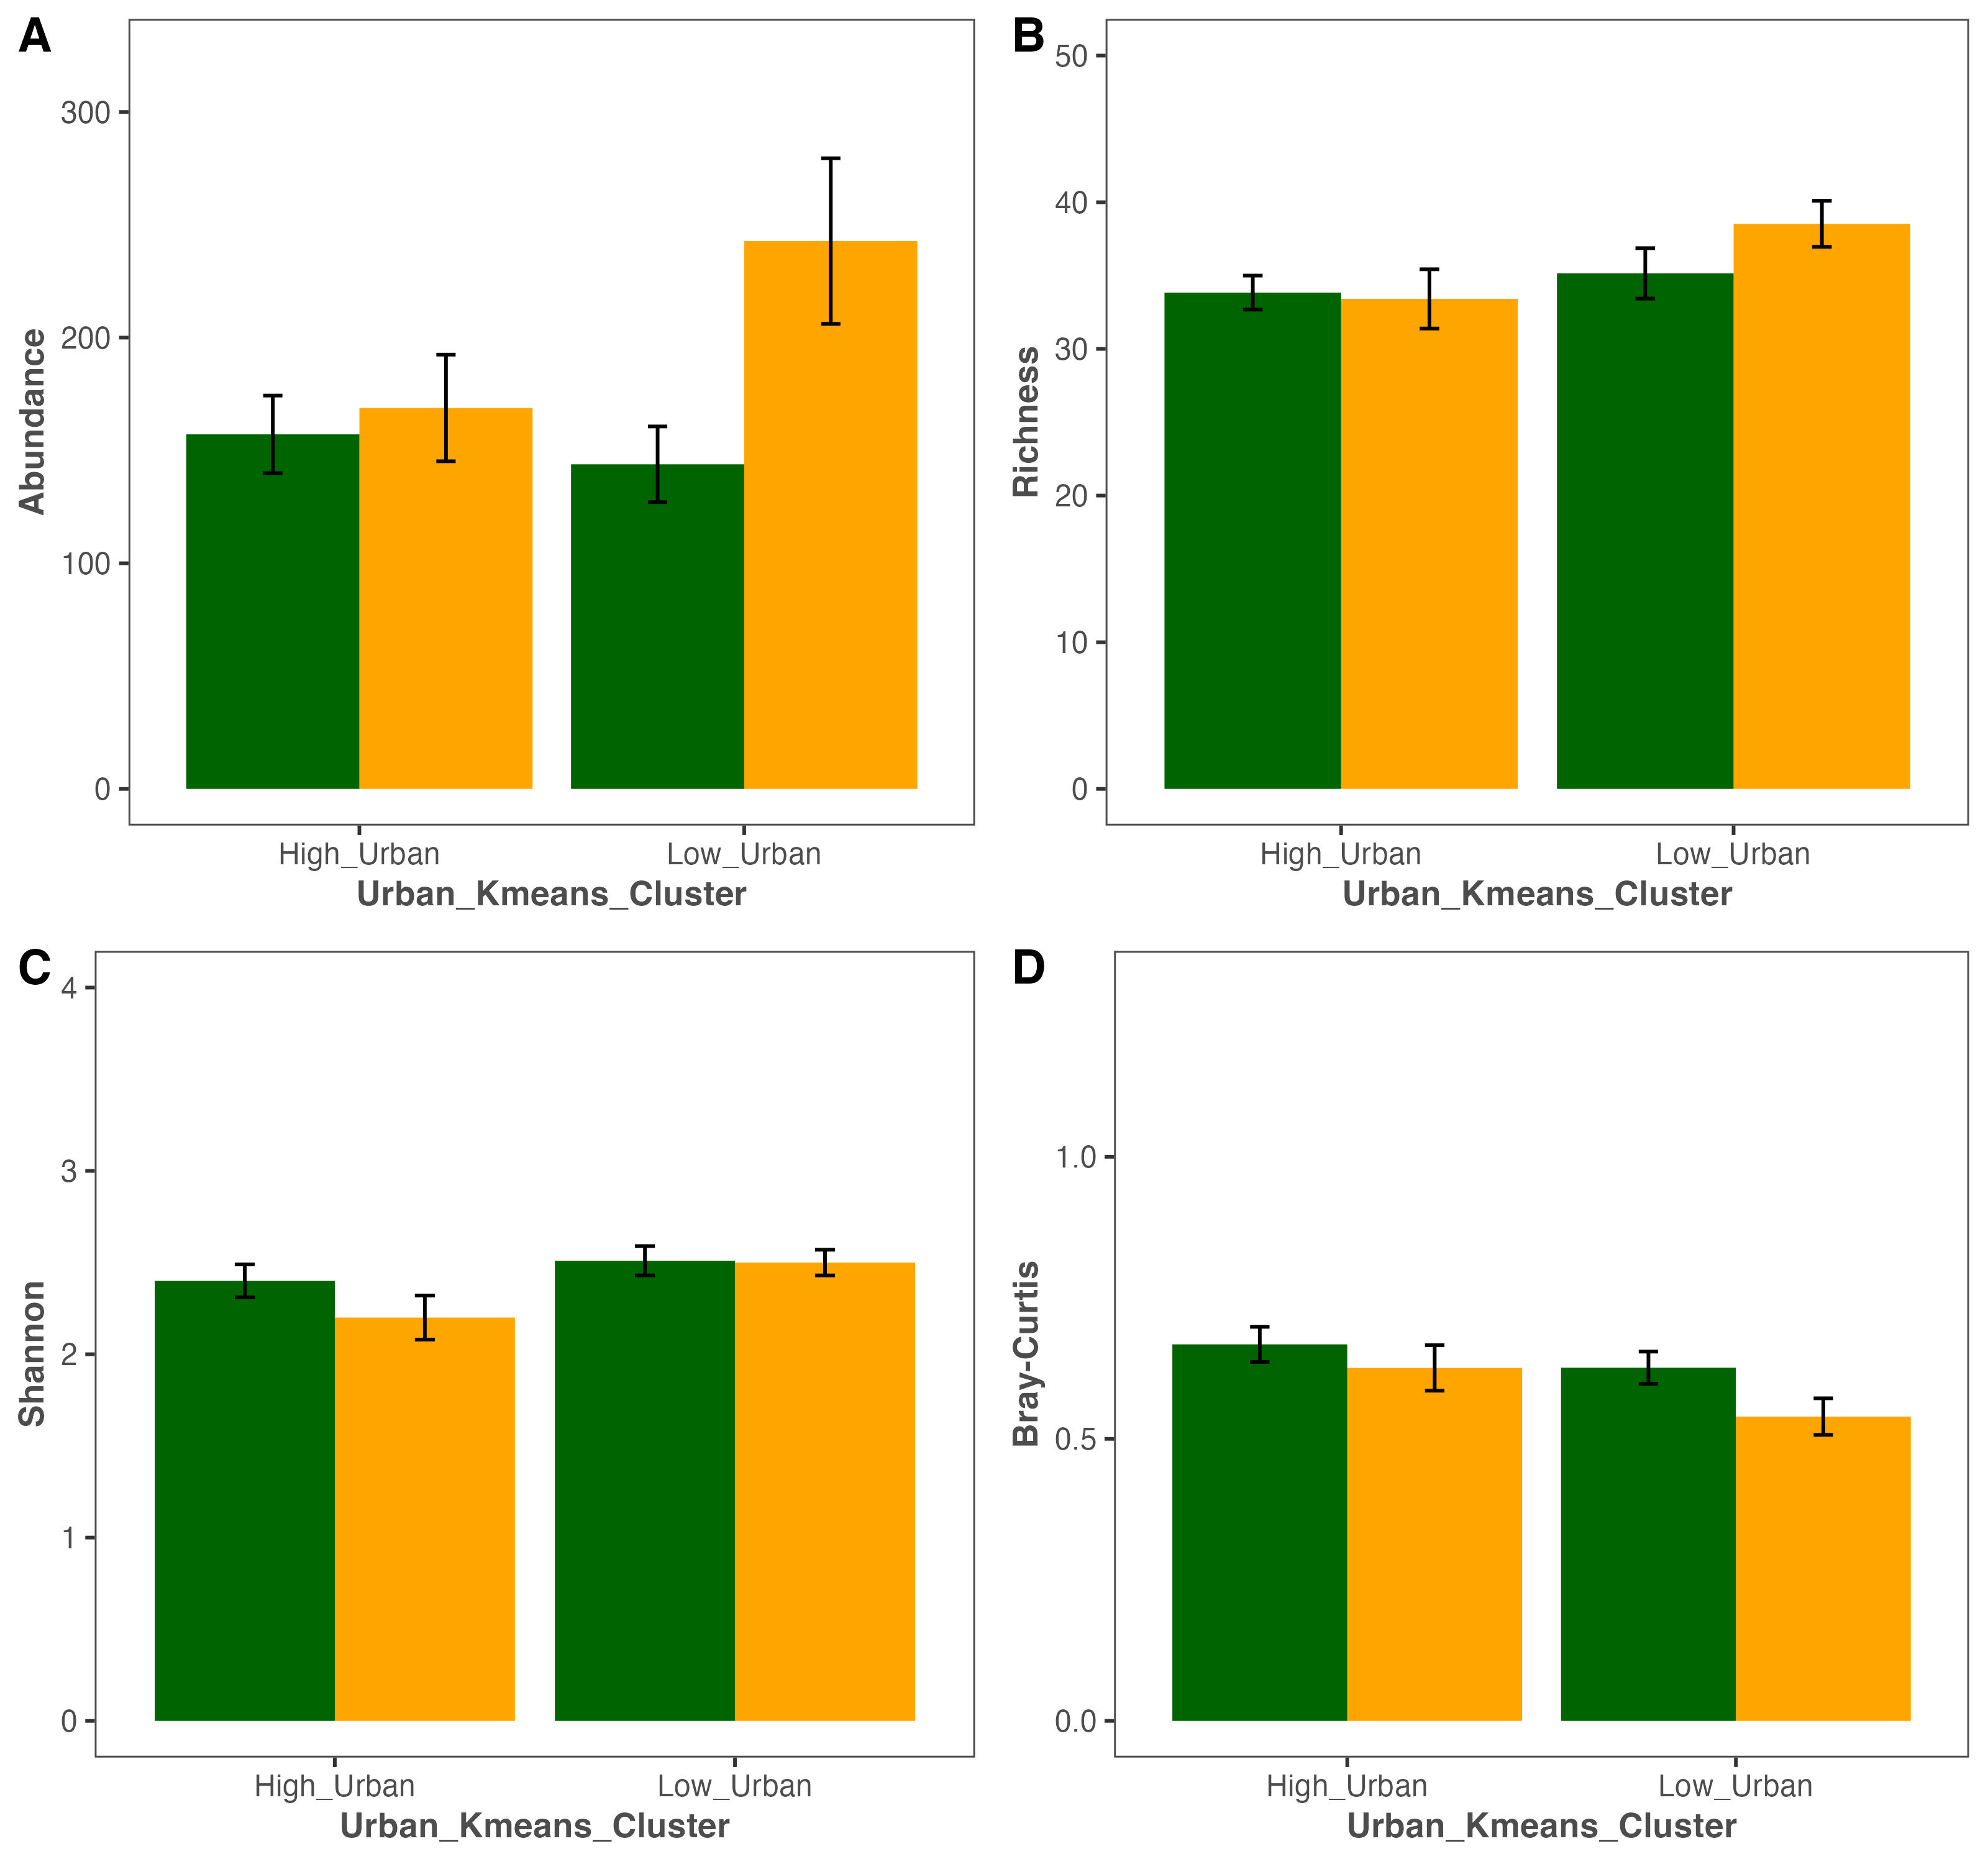 A
Abundance
300
200
100
0
High_Urban Low_Urban
Urban_Kmeans_Cluster
B
Richness
50
40
30
20
10
0
High_Urban Low_Urban
Urban_Kmeans_Cluster
C
Shannon
4
3
2
1
0
High_Urban Low_Urban
Urban_Kmeans_Cluster
D
Bray-Curtis
1.0
0.5
0.0
High_Urban Low_Urban
Urban_Kmeans_Cluster